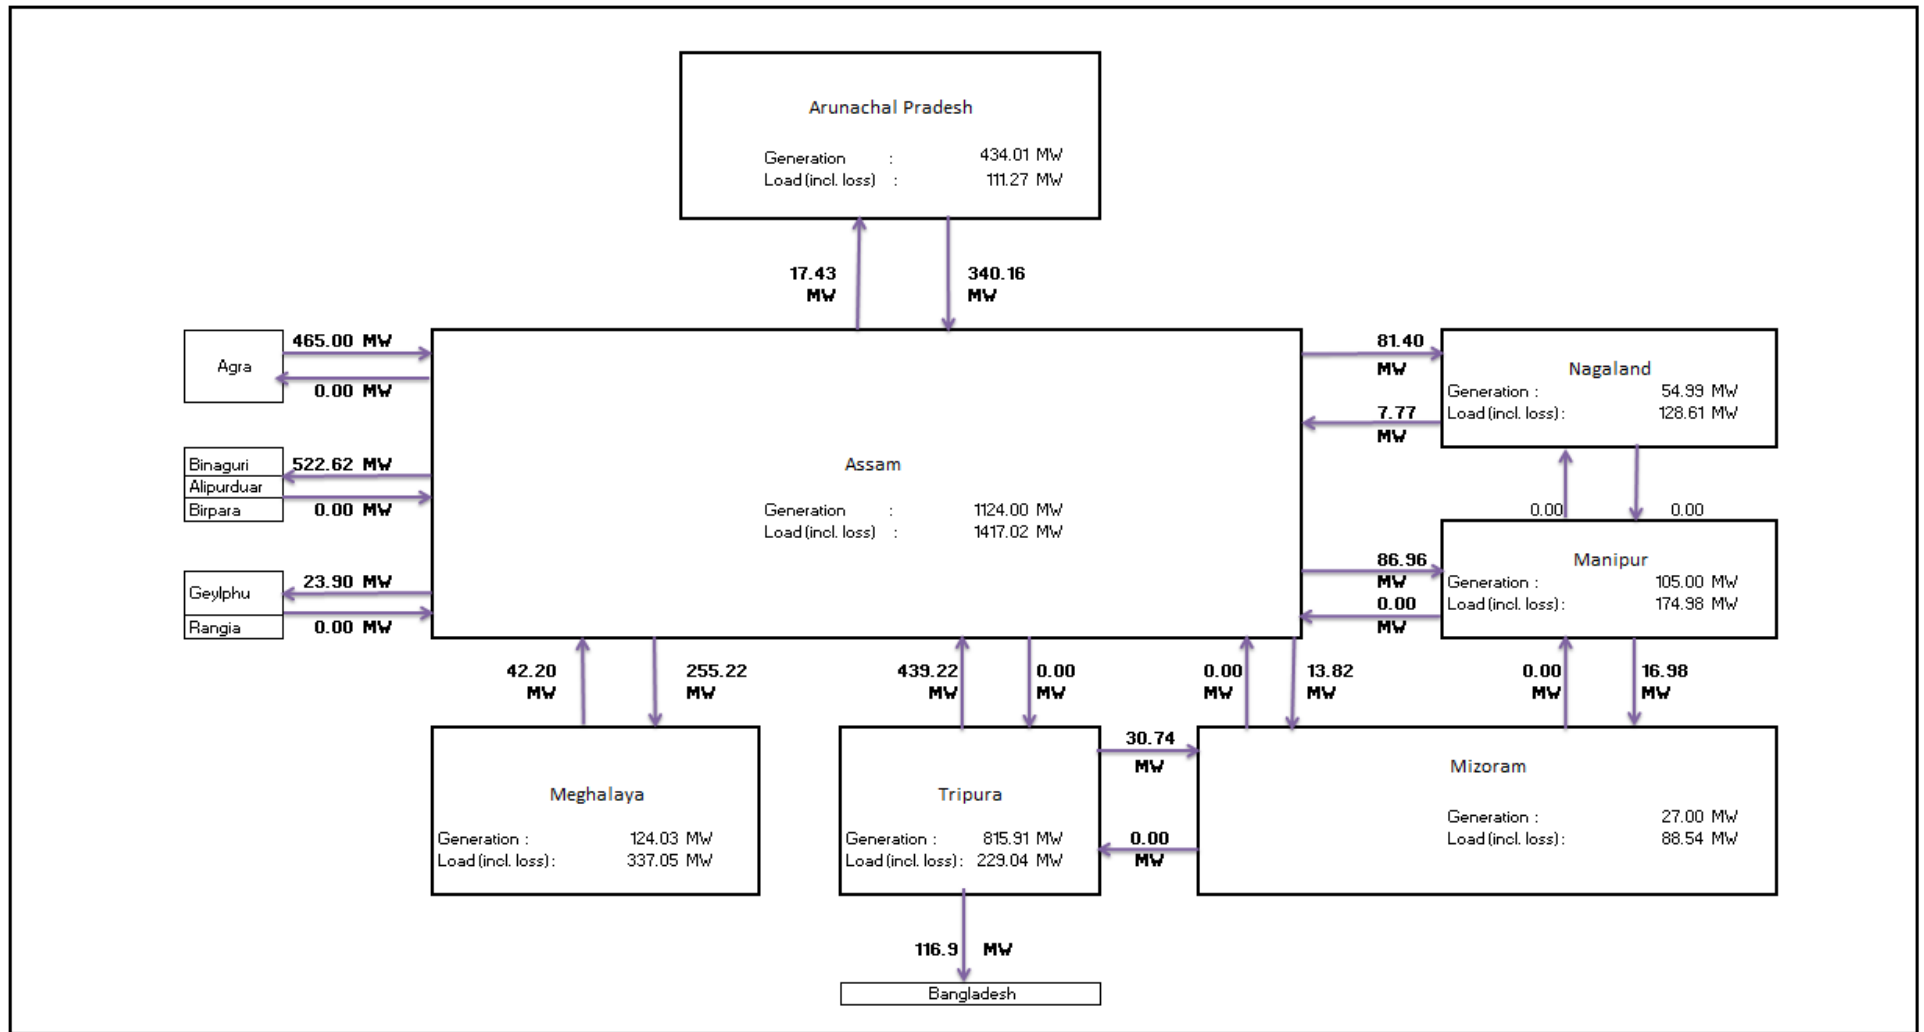 Arunachal Pradesh
Generation : 434.01 MW
Load (incl. loss) : 111.27 MW
17.43 MW
340.16 MW
Agra
465.00 MW
0.00 MW
Binaguri
Alipurduar
Birpara
522.62 MW
0.00 MW
Geylphu
Rangia
23.90 MW
0.00 MW
Assam
Generation : 1124.00 MW
Load (incl. loss) : 1417.02 MW
81.40 MW
7.77 MW
Nagaland
Generation : 54.99 MW
Load (incl. loss) : 128.61 MW
0.00
0.00
86.96 MW
0.00 MW
Manipur
Generation : 105.00 MW
Load (incl. loss) : 174.98 MW
42.20 MW
255.22 MW
439.22 MW
0.00 MW
0.00 MW
13.82 MW
0.00 MW
16.98 MW
Meghalaya
Generation : 124.03 MW
Load (incl. loss) : 337.05 MW
Tripura
Generation : 815.91 MW
Load (incl. loss) : 229.04 MW
30.74 MW
0.00 MW
Mizoram
Generation : 27.00 MW
Load (incl. loss) : 88.54 MW
116.9 MW
Bangladesh